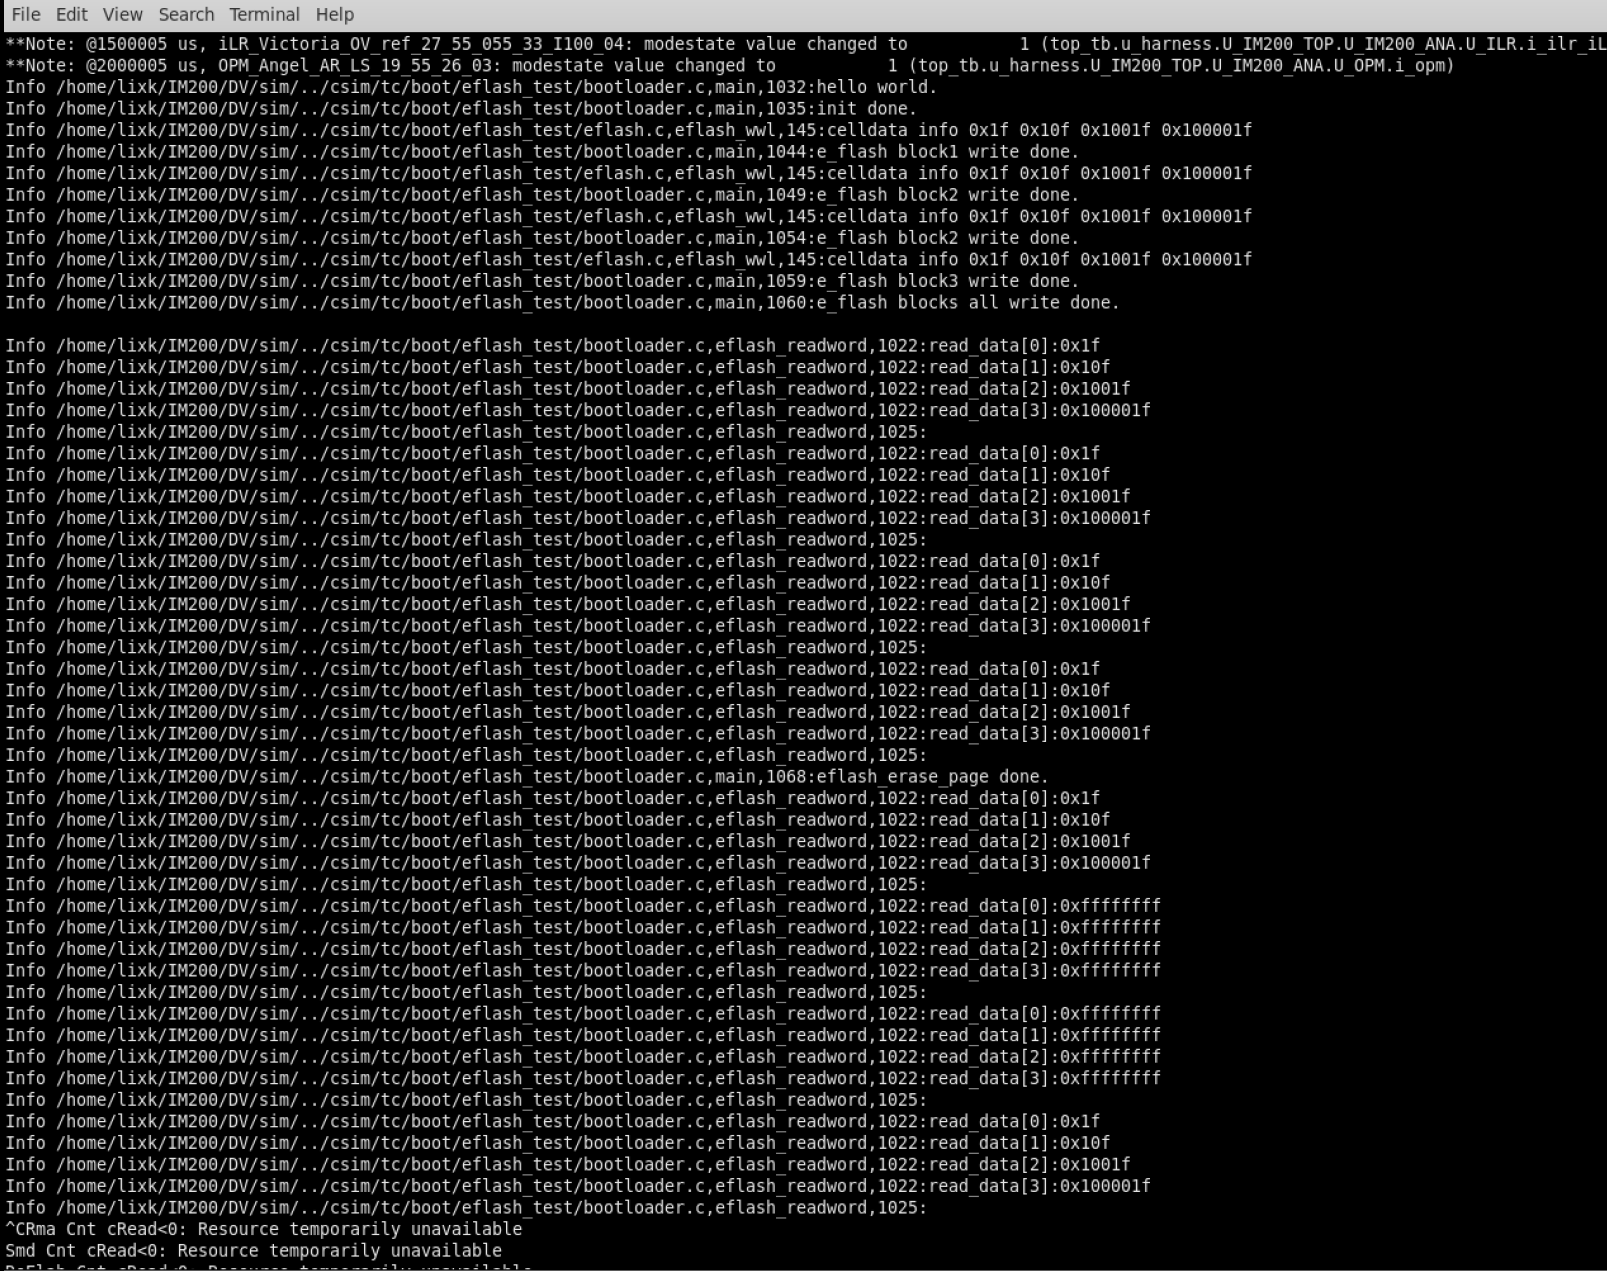 File Edit View Search Terminal Help
**Note: @1500005 us, iLR_Victoria_OV_ref_27_55_055_33_I100_04: modestate value changed to 1 (top_tb.u_harness.U_IM200_TOP.U_IM200_ANA.U_ILR.i_ilr_iL
**Note: @2000005 us, OPM_Angel_AR_LS_19_55_26_03: modestate value changed to 1 (top_tb.u_harness.U_IM200_TOP.U_IM200_ANA.U_OPM.i_opm)
Info /home/lixk/IM200/DV/sim/../csim/tc/boot/eflash_test/bootloader.c,main,1032:hello world.
Info /home/lixk/IM200/DV/sim/../csim/tc/boot/eflash_test/bootloader.c,main,1035:init done.
Info /home/lixk/IM200/DV/sim/../csim/tc/boot/eflash_test/eflash.c,eflash_wwl,145:celldata info 0x1f 0x10f 0x1001f 0x100001f
Info /home/lixk/IM200/DV/sim/../csim/tc/boot/eflash_test/bootloader.c,main,1044:e_flash block1 write done.
Info /home/lixk/IM200/DV/sim/../csim/tc/boot/eflash_test/eflash.c,eflash_wwl,145:celldata info 0x1f 0x10f 0x1001f 0x100001f
Info /home/lixk/IM200/DV/sim/../csim/tc/boot/eflash_test/bootloader.c,main,1049:e_flash block2 write done.
Info /home/lixk/IM200/DV/sim/../csim/tc/boot/eflash_test/eflash.c,eflash_wwl,145:celldata info 0x1f 0x10f 0x1001f 0x100001f
Info /home/lixk/IM200/DV/sim/../csim/tc/boot/eflash_test/bootloader.c,main,1054:e_flash block2 write done.
Info /home/lixk/IM200/DV/sim/../csim/tc/boot/eflash_test/eflash.c,eflash_wwl,145:celldata info 0x1f 0x10f 0x1001f 0x100001f
Info /home/lixk/IM200/DV/sim/../csim/tc/boot/eflash_test/bootloader.c,main,1059:e_flash block3 write done.
Info /home/lixk/IM200/DV/sim/../csim/tc/boot/eflash_test/bootloader.c,main,1060:e_flash blocks all write done.
Info /home/lixk/IM200/DV/sim/../csim/tc/boot/eflash_test/bootloader.c,eflash_readword,1022:read_data[0]:0x1f
Info /home/lixk/IM200/DV/sim/../csim/tc/boot/eflash_test/bootloader.c,eflash_readword,1022:read_data[1]:0x10f
Info /home/lixk/IM200/DV/sim/../csim/tc/boot/eflash_test/bootloader.c,eflash_readword,1022:read_data[2]:0x1001f
Info /home/lixk/IM200/DV/sim/../csim/tc/boot/eflash_test/bootloader.c,eflash_readword,1022:read_data[3]:0x100001f
Info /home/lixk/IM200/DV/sim/../csim/tc/boot/eflash_test/bootloader.c,eflash_readword,1025:
Info /home/lixk/IM200/DV/sim/../csim/tc/boot/eflash_test/bootloader.c,eflash_readword,1022:read_data[0]:0x1f
Info /home/lixk/IM200/DV/sim/../csim/tc/boot/eflash_test/bootloader.c,eflash_readword,1022:read_data[1]:0x10f
Info /home/lixk/IM200/DV/sim/../csim/tc/boot/eflash_test/bootloader.c,eflash_readword,1022:read_data[2]:0x1001f
Info /home/lixk/IM200/DV/sim/../csim/tc/boot/eflash_test/bootloader.c,eflash_readword,1022:read_data[3]:0x100001f
Info /home/lixk/IM200/DV/sim/../csim/tc/boot/eflash_test/bootloader.c,eflash_readword,1025:
Info /home/lixk/IM200/DV/sim/../csim/tc/boot/eflash_test/bootloader.c,eflash_readword,1022:read_data[0]:0x1f
Info /home/lixk/IM200/DV/sim/../csim/tc/boot/eflash_test/bootloader.c,eflash_readword,1022:read_data[1]:0x10f
Info /home/lixk/IM200/DV/sim/../csim/tc/boot/eflash_test/bootloader.c,eflash_readword,1022:read_data[2]:0x1001f
Info /home/lixk/IM200/DV/sim/../csim/tc/boot/eflash_test/bootloader.c,eflash_readword,1022:read_data[3]:0x100001f
Info /home/lixk/IM200/DV/sim/../csim/tc/boot/eflash_test/bootloader.c,eflash_readword,1025:
Info /home/lixk/IM200/DV/sim/../csim/tc/boot/eflash_test/bootloader.c,eflash_readword,1022:read_data[0]:0x1f
Info /home/lixk/IM200/DV/sim/../csim/tc/boot/eflash_test/bootloader.c,eflash_readword,1022:read_data[1]:0x10f
Info /home/lixk/IM200/DV/sim/../csim/tc/boot/eflash_test/bootloader.c,eflash_readword,1022:read_data[2]:0x1001f
Info /home/lixk/IM200/DV/sim/../csim/tc/boot/eflash_test/bootloader.c,eflash_readword,1022:read_data[3]:0x100001f
Info /home/lixk/IM200/DV/sim/../csim/tc/boot/eflash_test/bootloader.c,eflash_readword,1025:
Info /home/lixk/IM200/DV/sim/../csim/tc/boot/eflash_test/bootloader.c,main,1068:eflash_erase_page done.
Info /home/lixk/IM200/DV/sim/../csim/tc/boot/eflash_test/bootloader.c,eflash_readword,1022:read_data[0]:0x1f
Info /home/lixk/IM200/DV/sim/../csim/tc/boot/eflash_test/bootloader.c,eflash_readword,1022:read_data[1]:0x10f
Info /home/lixk/IM200/DV/sim/../csim/tc/boot/eflash_test/bootloader.c,eflash_readword,1022:read_data[2]:0x1001f
Info /home/lixk/IM200/DV/sim/../csim/tc/boot/eflash_test/bootloader.c,eflash_readword,1022:read_data[3]:0x100001f
Info /home/lixk/IM200/DV/sim/../csim/tc/boot/eflash_test/bootloader.c,eflash_readword,1025:
Info /home/lixk/IM200/DV/sim/../csim/tc/boot/eflash_test/bootloader.c,eflash_readword,1022:read_data[0]:0xffffffff
Info /home/lixk/IM200/DV/sim/../csim/tc/boot/eflash_test/bootloader.c,eflash_readword,1022:read_data[1]:0xffffffff
Info /home/lixk/IM200/DV/sim/../csim/tc/boot/eflash_test/bootloader.c,eflash_readword,1022:read_data[2]:0xffffffff
Info /home/lixk/IM200/DV/sim/../csim/tc/boot/eflash_test/bootloader.c,eflash_readword,1022:read_data[3]:0xffffffff
Info /home/lixk/IM200/DV/sim/../csim/tc/boot/eflash_test/bootloader.c,eflash_readword,1025:
Info /home/lixk/IM200/DV/sim/../csim/tc/boot/eflash_test/bootloader.c,eflash_readword,1022:read_data[0]:0xffffffff
Info /home/lixk/IM200/DV/sim/../csim/tc/boot/eflash_test/bootloader.c,eflash_readword,1022:read_data[1]:0xffffffff
Info /home/lixk/IM200/DV/sim/../csim/tc/boot/eflash_test/bootloader.c,eflash_readword,1022:read_data[2]:0xffffffff
Info /home/lixk/IM200/DV/sim/../csim/tc/boot/eflash_test/bootloader.c,eflash_readword,1022:read_data[3]:0xffffffff
Info /home/lixk/IM200/DV/sim/../csim/tc/boot/eflash_test/bootloader.c,eflash_readword,1025:
Info /home/lixk/IM200/DV/sim/../csim/tc/boot/eflash_test/bootloader.c,eflash_readword,1022:read_data[0]:0x1f
Info /home/lixk/IM200/DV/sim/../csim/tc/boot/eflash_test/bootloader.c,eflash_readword,1022:read_data[1]:0x10f
Info /home/lixk/IM200/DV/sim/../csim/tc/boot/eflash_test/bootloader.c,eflash_readword,1022:read_data[2]:0x1001f
Info /home/lixk/IM200/DV/sim/../csim/tc/boot/eflash_test/bootloader.c,eflash_readword,1022:read_data[3]:0x100001f
Info /home/lixk/IM200/DV/sim/../csim/tc/boot/eflash_test/bootloader.c,eflash_readword,1025:
^CRma Cnt cRead<0: Resource temporarily unavailable
Smd Cnt cRead<0: Resource temporarily unavailable